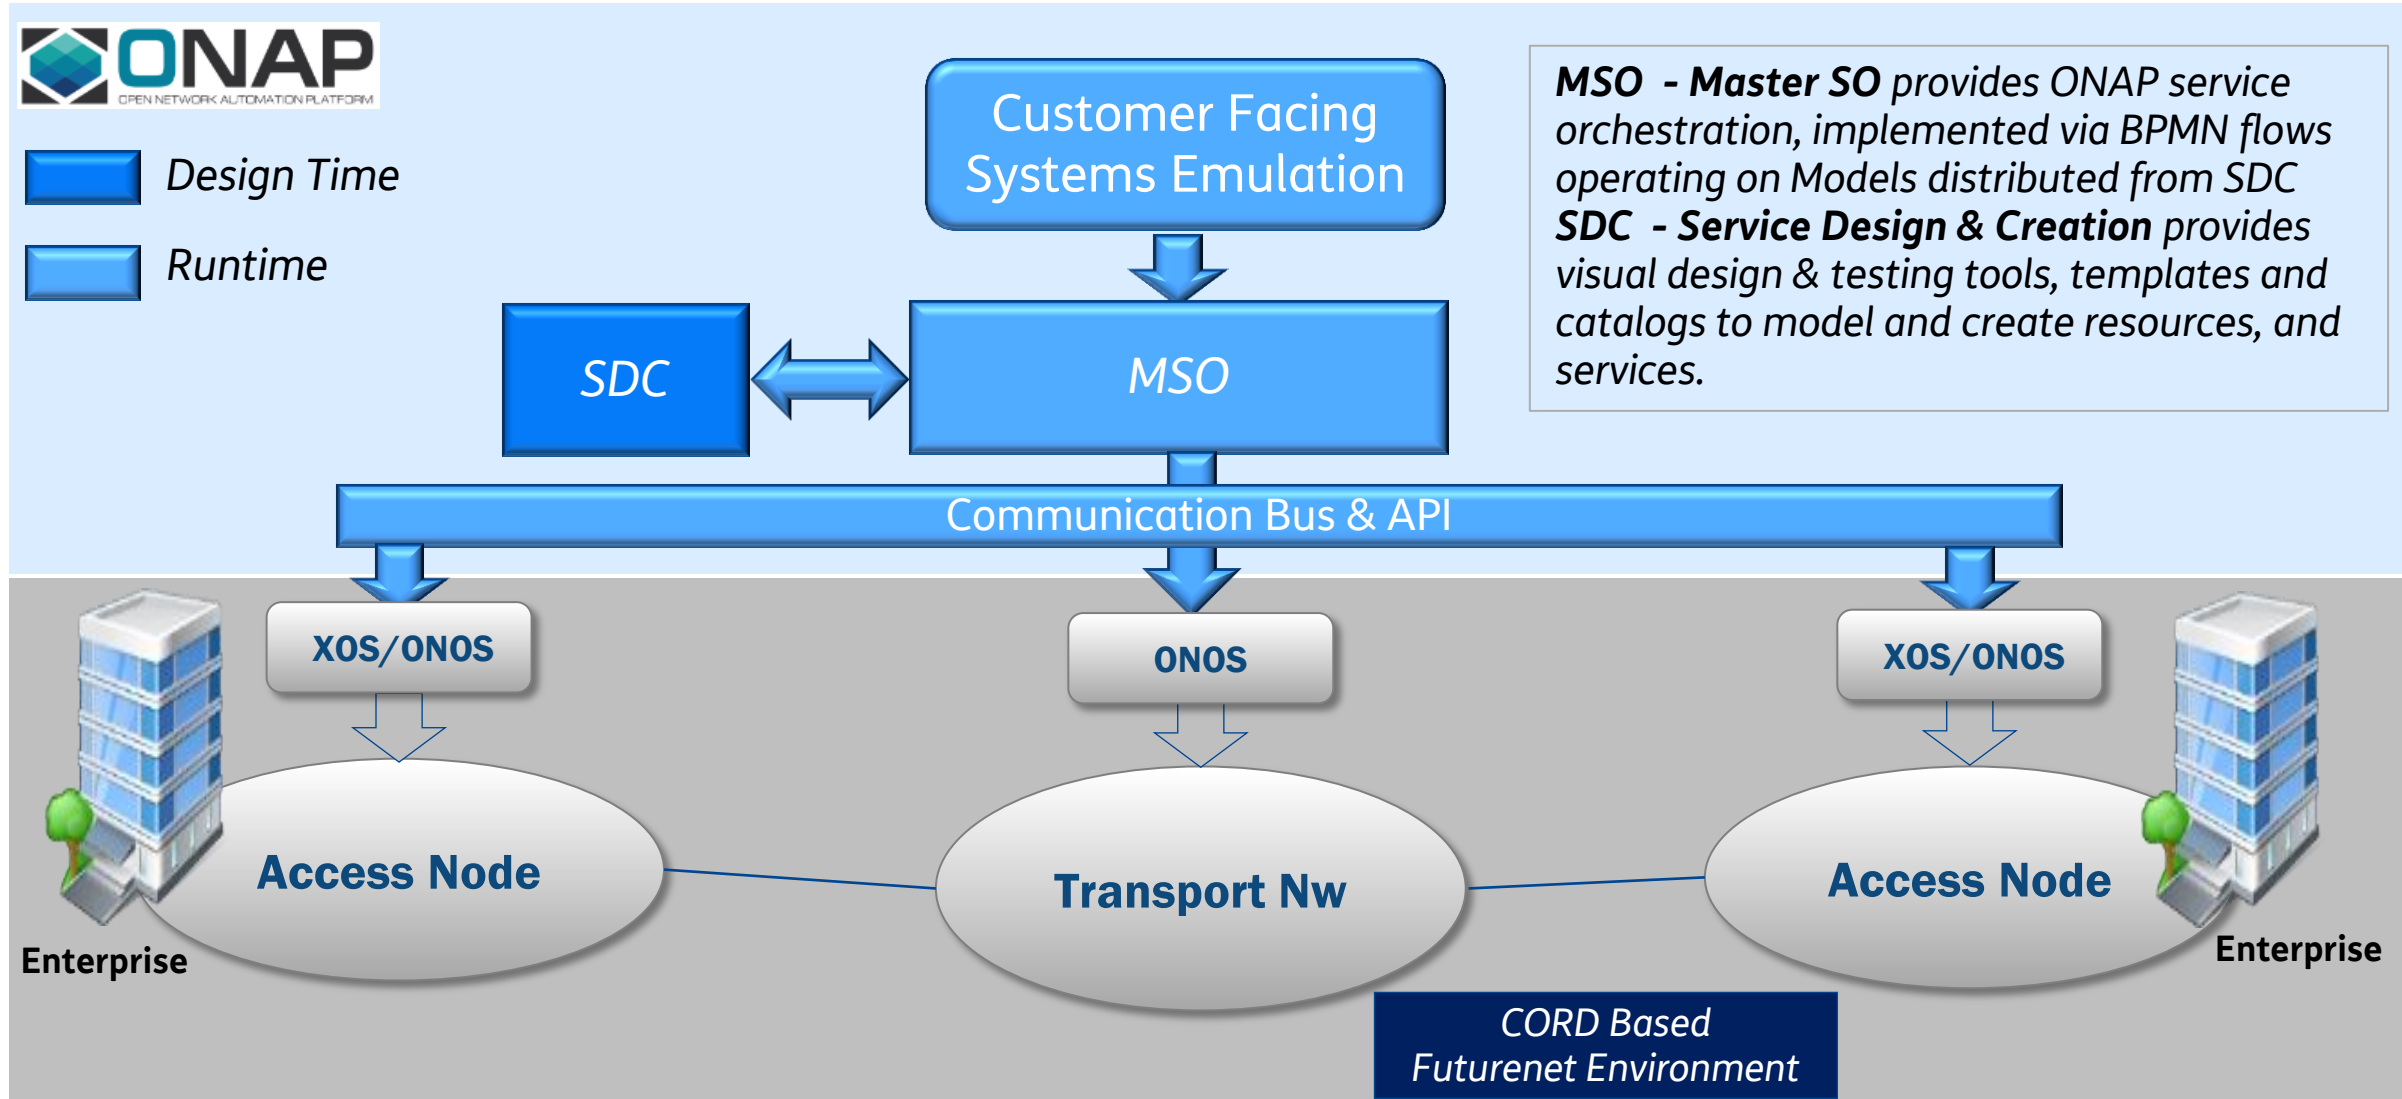 ONAP
OPEN NETWORK AUTOMATION PLATFORM
Design Time
Runtime
Customer Facing
Systems Emulation
MSO - Master SO provides ONAP service
orchestration, implemented via BPMN flows
operating on Models distributed from SDC
SDC - Service Design & Creation provides
visual design & testing tools, templates and
catalogs to model and create resources, and
services.
SDC
MSO
Communication Bus & API
XOS/ONOS
ONOS
XOS/ONOS
Access Node
Transport Nw
Access Node
Enterprise
Enterprise
CORD Based
Futurenet Environment